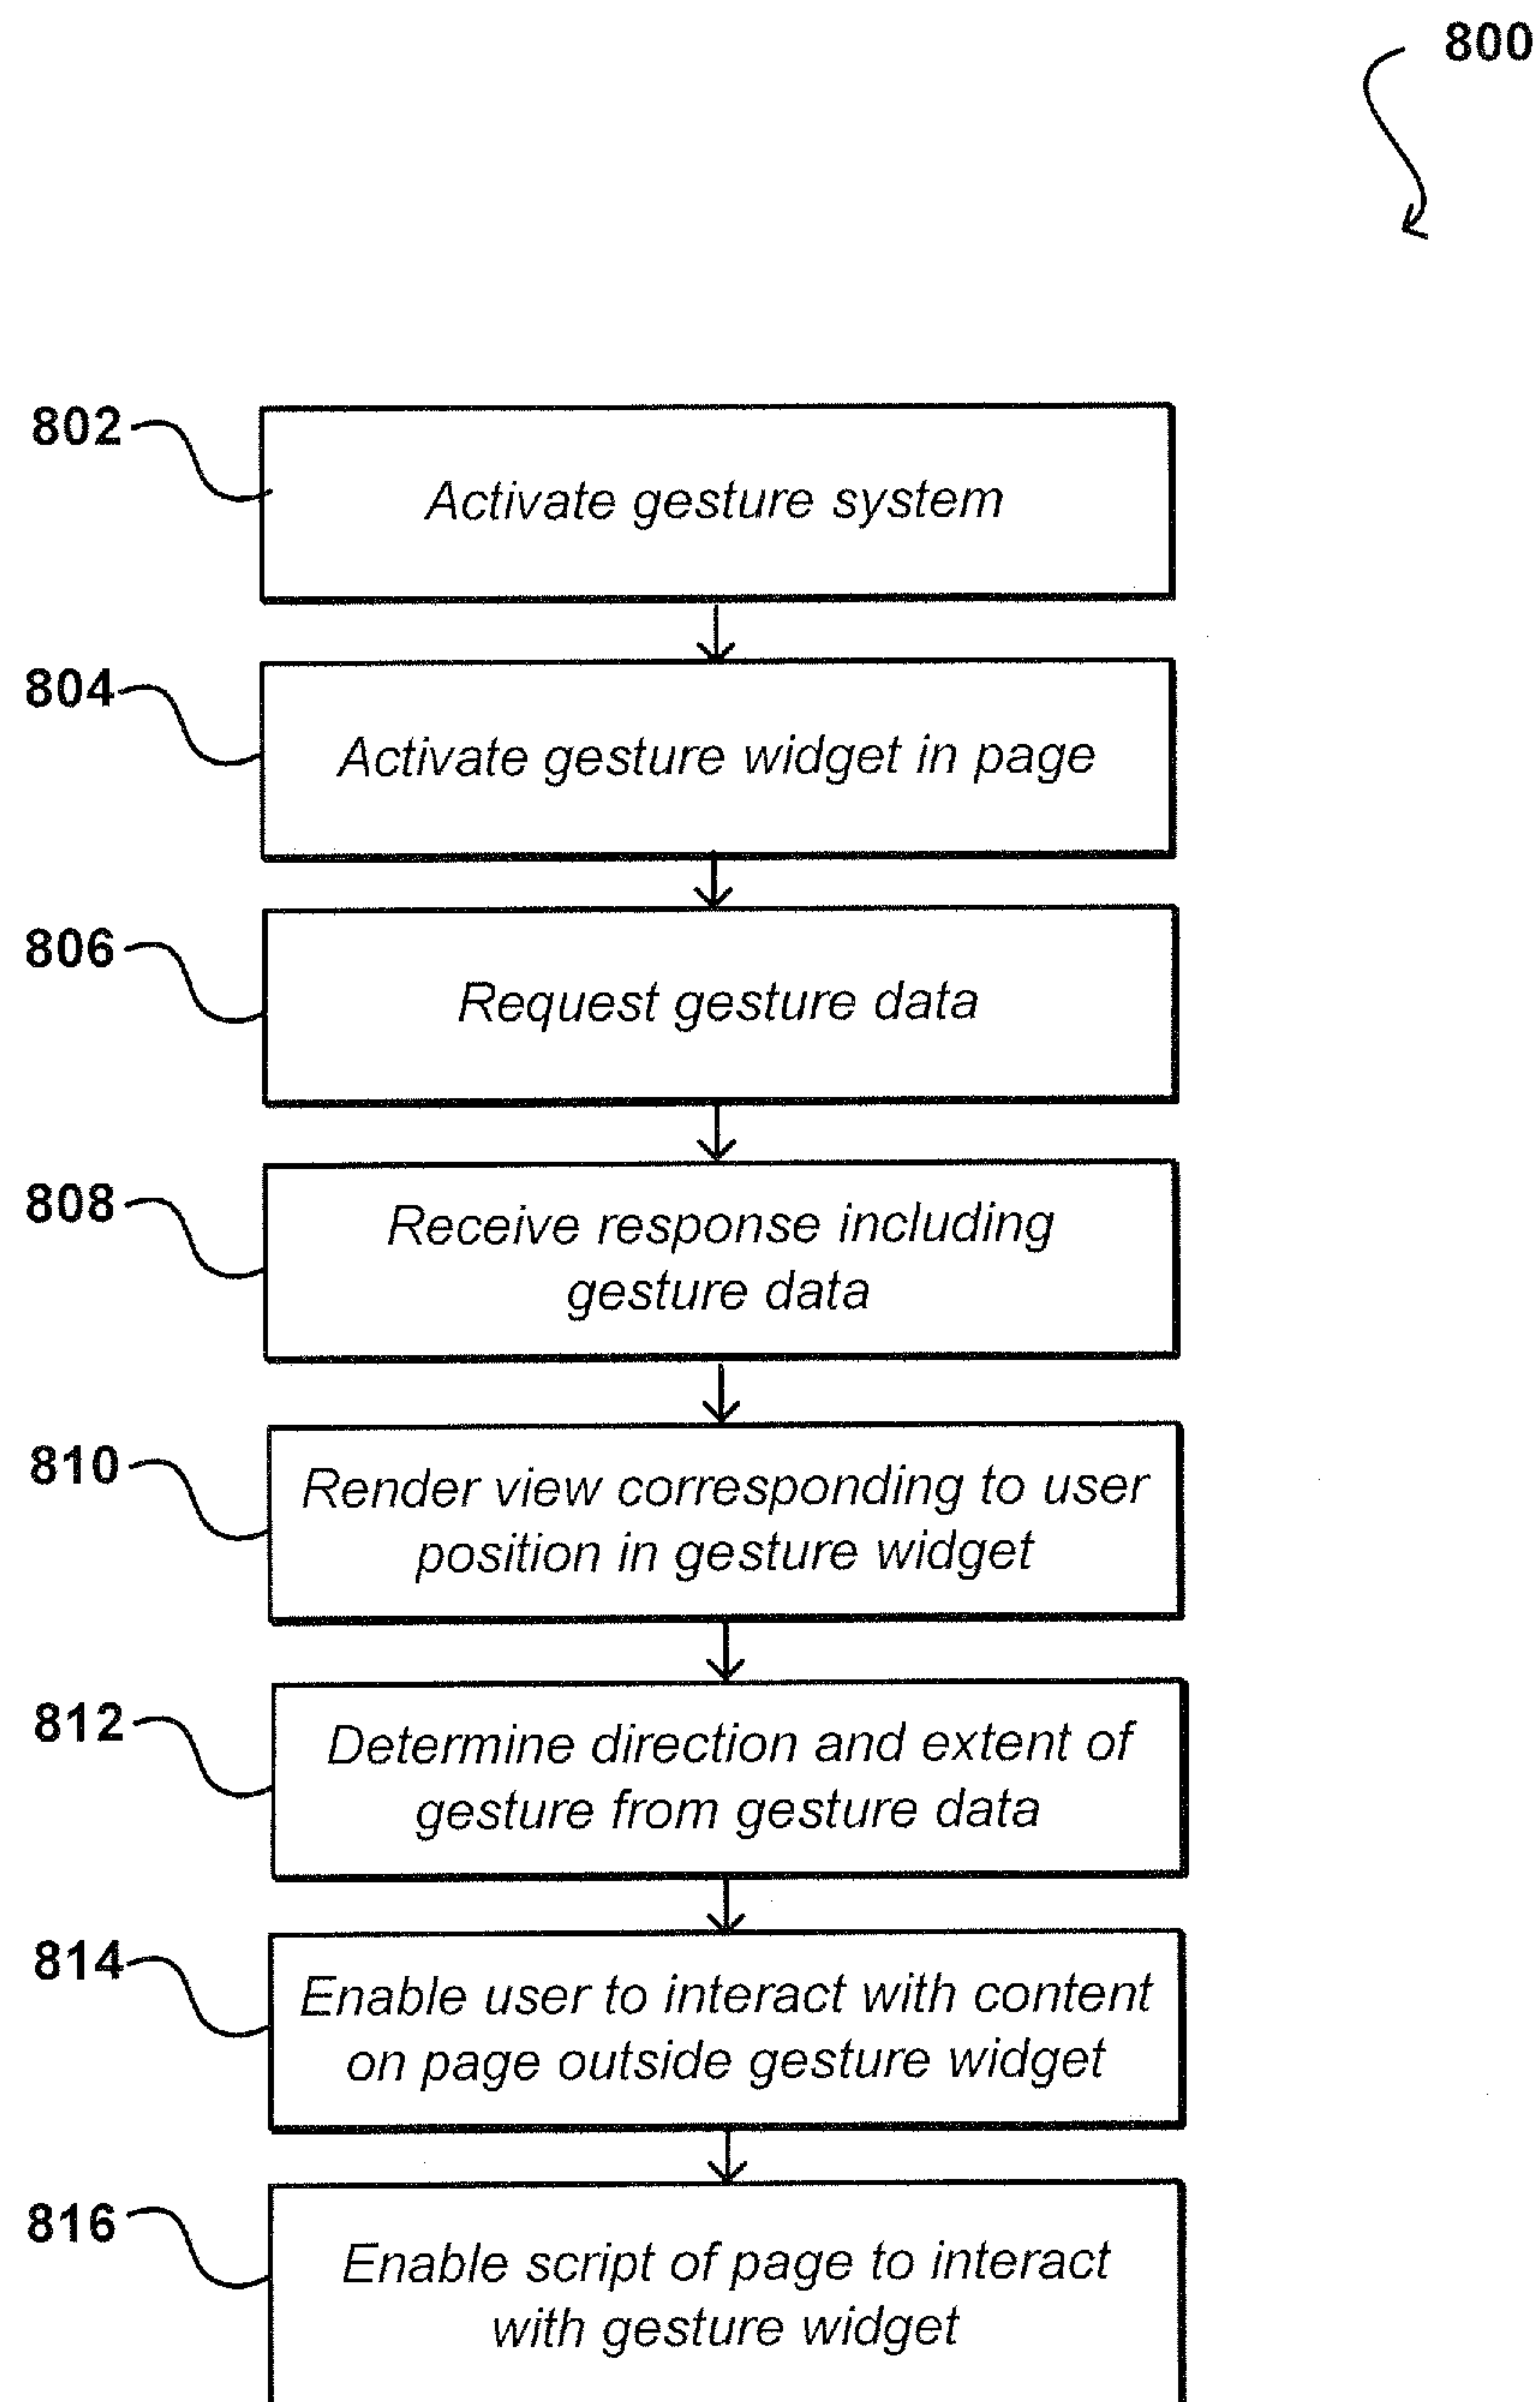 800
802
Activate gesture system
804
Activate gesture widget in page
806
Request gesture data
808
Receive response including
gesture data
810
Render view corresponding to user
position in gesture widget
812
Determine direction and extent of
gesture from gesture data
814
Enable user to interact with content
on page outside gesture widget
816
Enable script of page to interact
with gesture widget